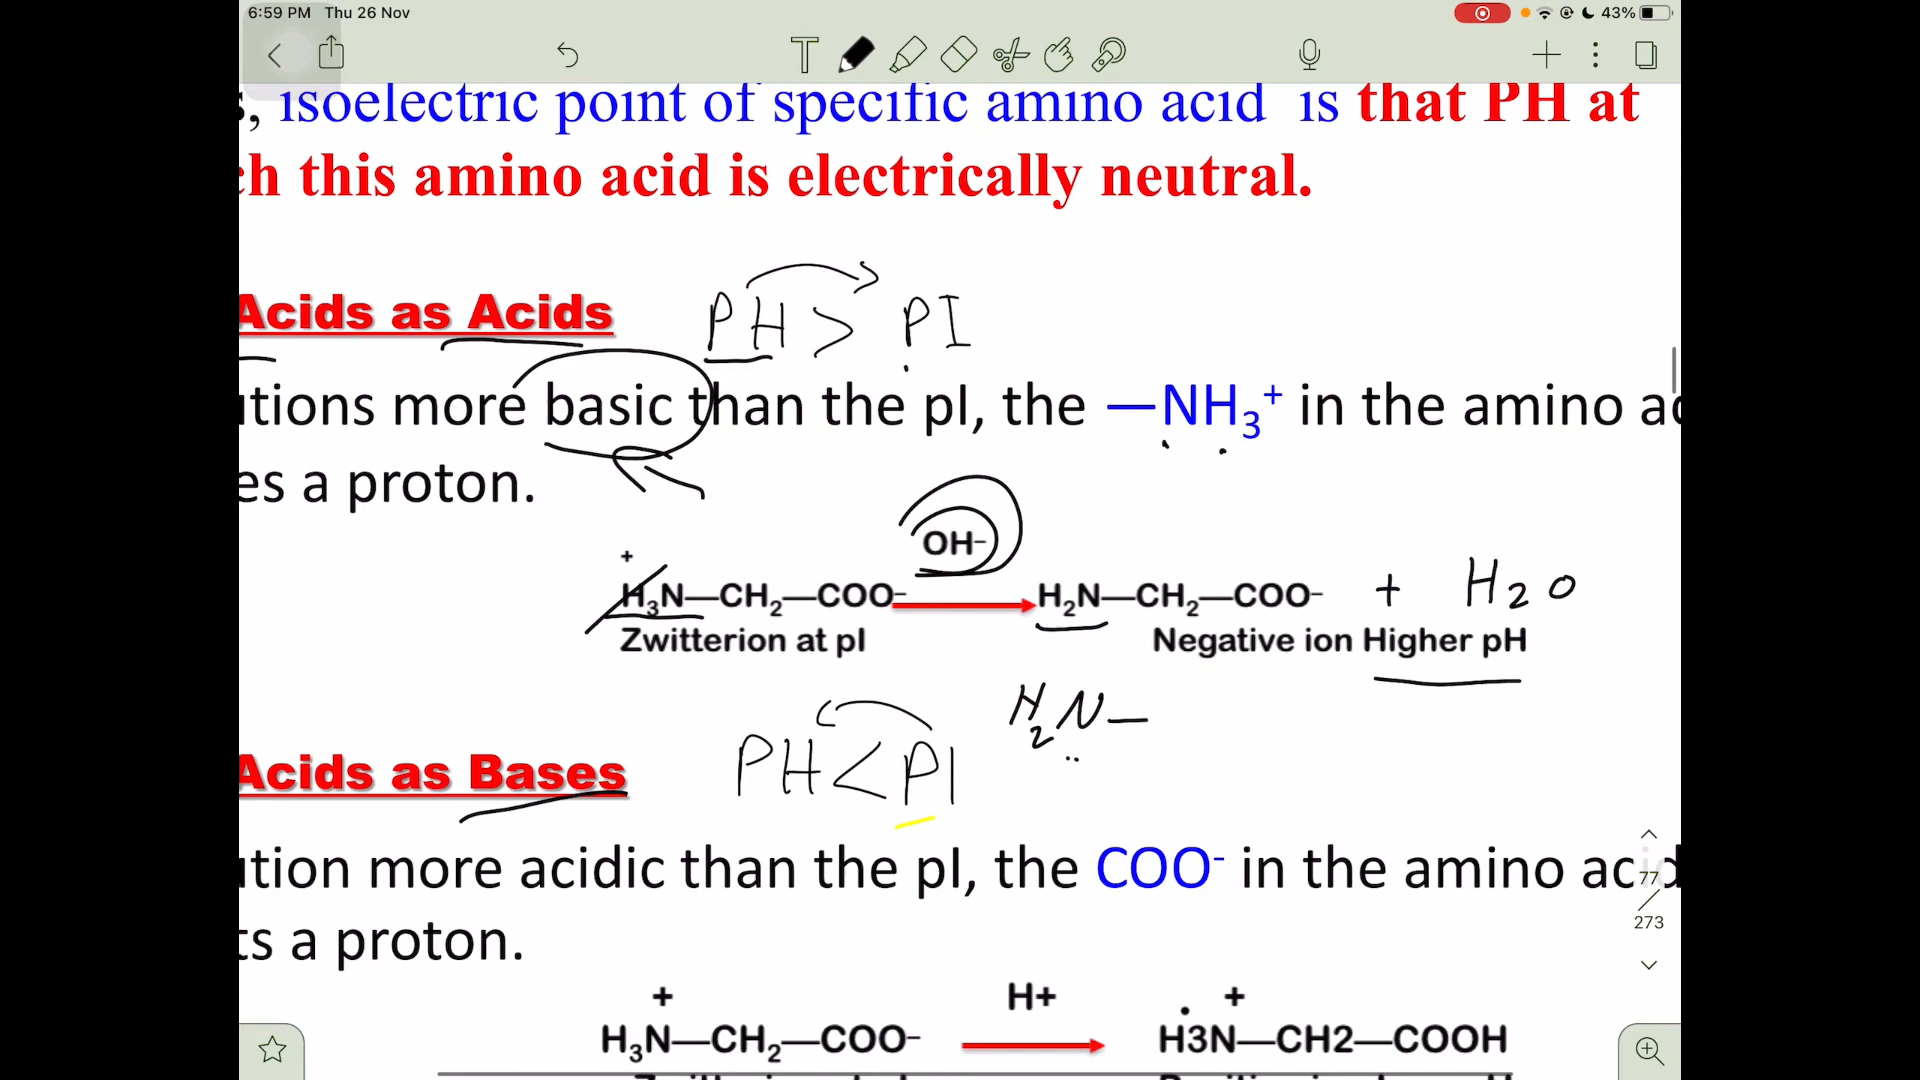 6:59 PM Thu 26 Nov
43%
s, isoelectric point of specific amino acid is that PH at
ch this amino acid is electrically neutral.
Acids as Acids
PH > PI
utions more basic than the pI, the —NH3+ in the amino ac
es a proton.
OH-
+
H3N—CH2—COO- H2N—CH2—COO- + H2O
Zwitterion at pI Negative ion Higher pH
H2N-
Acids as Bases
PH < PI
ution more acidic than the pI, the COO- in the amino acid
ts a proton.
77
273
+ H+ +
H3N—CH2—COO- H3N—CH2—COOH